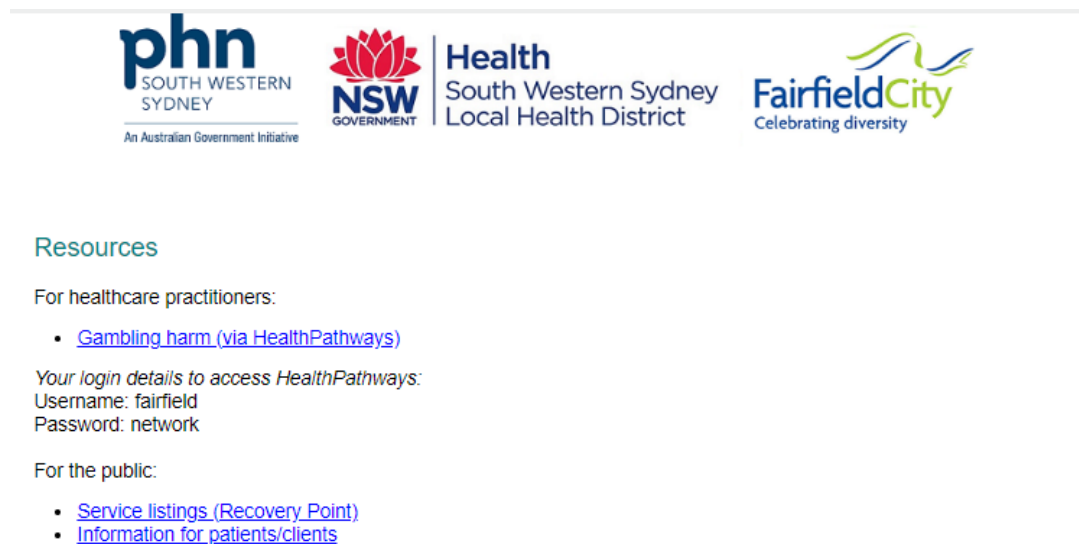 phn
SOUTH WESTERN
SYDNEY
An Australian Government Initiative
NSW
GOVERNMENT
Health
South Western Sydney
Local Health District
FairfieldCity
Celebrating diversity
Resources
For healthcare practitioners:
• Gambling harm (via HealthPathways)
Your login details to access HealthPathways:
Username: fairfield
Password: network
For the public:
• Service listings (Recovery Point)
• Information for patients/clients